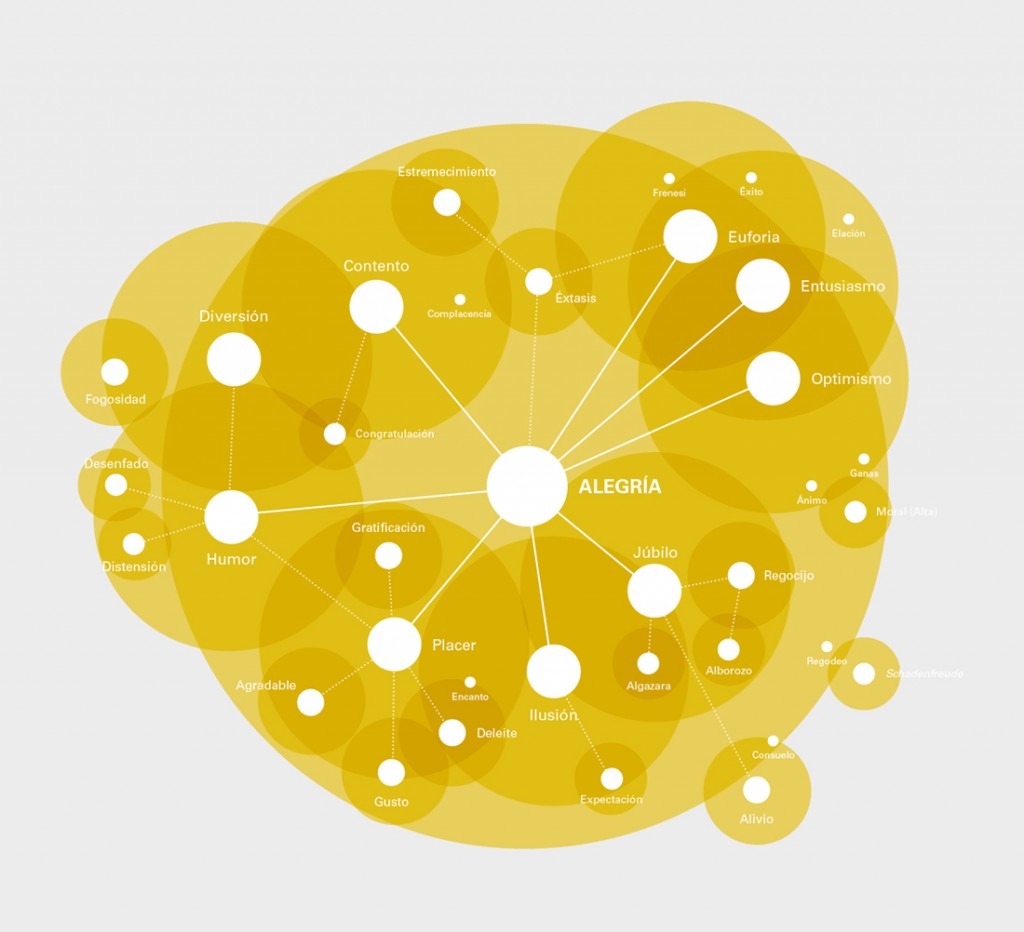 Estremecimiento
Frenesí
Éxito
Elación
Euforia
Contento
Entusiasmo
Éxtasis
Complacencia
Diversión
Optimismo
Fogosidad
Congratulación
Desenfado
Ganas
ALEGRÍA
Ánimo
Moral (Alta)
Gratificación
Júbilo
Humor
Distensión
Regocijo
Placer
Regodeo
Alborozo
Schadenfreude
Agradable
Algazara
Encanto
Ilusión
Deleite
Consuelo
Gusto
Expectación
Alivio